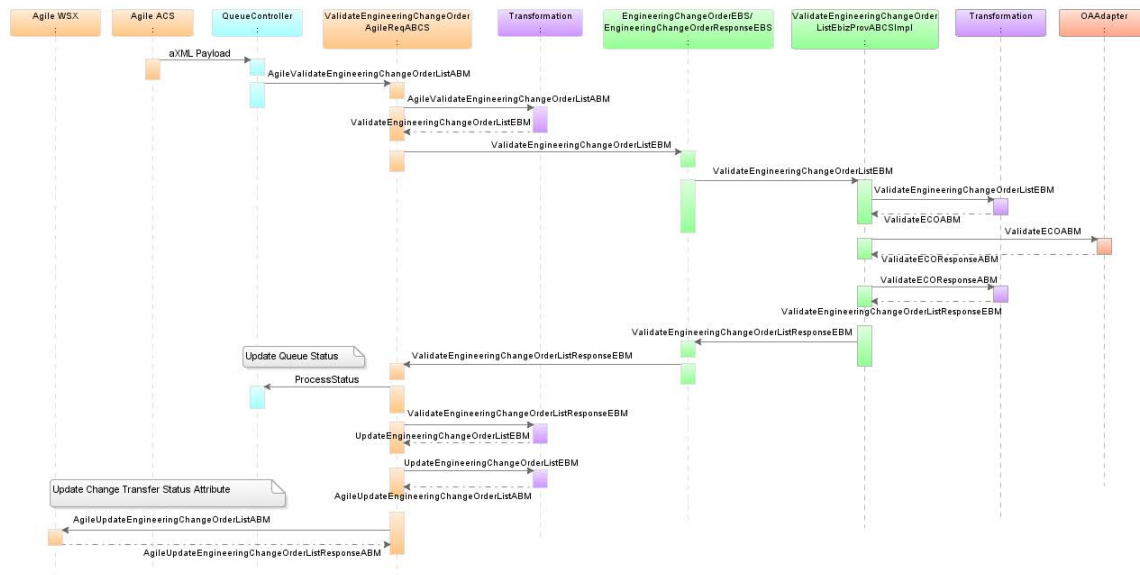 Agile WSX
:
Agile ACS
:
QueueController
:
ValidateEngineeringChangeOrder
AgileReqABCS
:
Transformation
:
EngineeringChangeOrderEBS/
EngineeringChangeOrderResponseEBS
:
ValidateEngineeringChangeOrder
ListEbizProvABCSImpl
:
Transformation
:
OAAdapter
:
aXML Payload
AgileValidateEngineeringChangeOrderListABM
AgileValidateEngineeringChangeOrderListABM
ValidateEngineeringChangeOrderListEBM
ValidateEngineeringChangeOrderListEBM
ValidateEngineeringChangeOrderListEBM
ValidateEngineeringChangeOrderListEBM
ValidateECOABM
ValidateECOABM
ValidateECOResponseABM
ValidateECOResponseABM
ValidateEngineeringChangeOrderListResponseEBM
ValidateEngineeringChangeOrderListResponseEBM
Update Queue Status
ValidateEngineeringChangeOrderListResponseEBM
ProcessStatus
ValidateEngineeringChangeOrderListResponseEBM
UpdateEngineeringChangeOrderListEBM
UpdateEngineeringChangeOrderListEBM
Update Change Transfer Status Attribute
AgileUpdateEngineeringChangeOrderListABM
AgileUpdateEngineeringChangeOrderListABM
AgileUpdateEngineeringChangeOrderListResponseABM